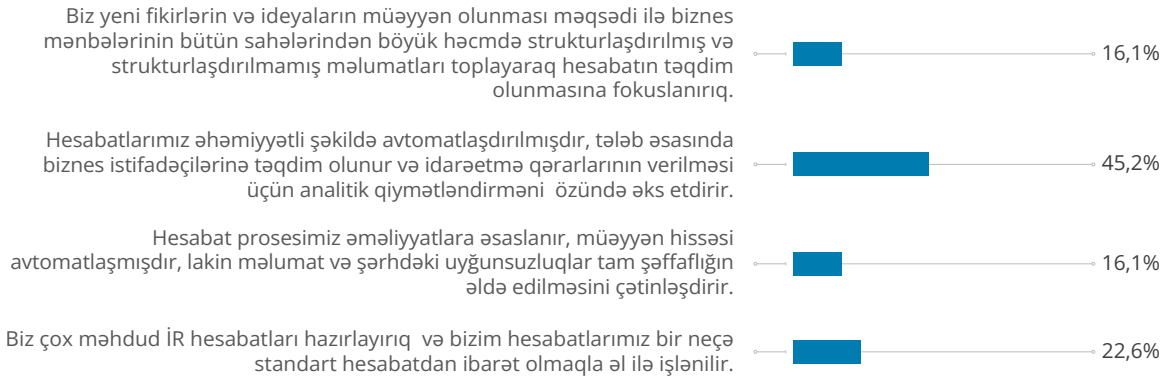 Biz yeni fikirlərin və ideyaların müəyyən olunması məqsədi ilə biznes
mənbələrinin bütün sahələrindən böyük həcmdə strukturlaşdırılmış və
strukturlaşdırılmamış məlumatları toplayaraq hesabatın təqdim
olunmasına fokuslanırıq.
16,1%
Hesabatlarımız əhəmiyyətli şəkildə avtomatlaşdırılmışdır, tələb əsasında
biznes istifadəçilərinə təqdim olunur və idarəetmə qərarlarının verilməsi
üçün analitik qiymətləndirməni özündə əks etdirir.
45,2%
Hesabat prosesimiz əməliyyatlara əsaslanır, müəyyən hissəsi
avtomatlaşmışdır, lakin məlumat və şərhdəki uyğunsuzluqlar tam şəffaflığın
əldə edilməsini çətinləşdirir.
16,1%
Biz çox məhdud İR hesabatları hazırlayırıq və bizim hesabatlarımız bir neçə
standart hesabatdan ibarət olmaqla əl ilə işlənilir.
22,6%